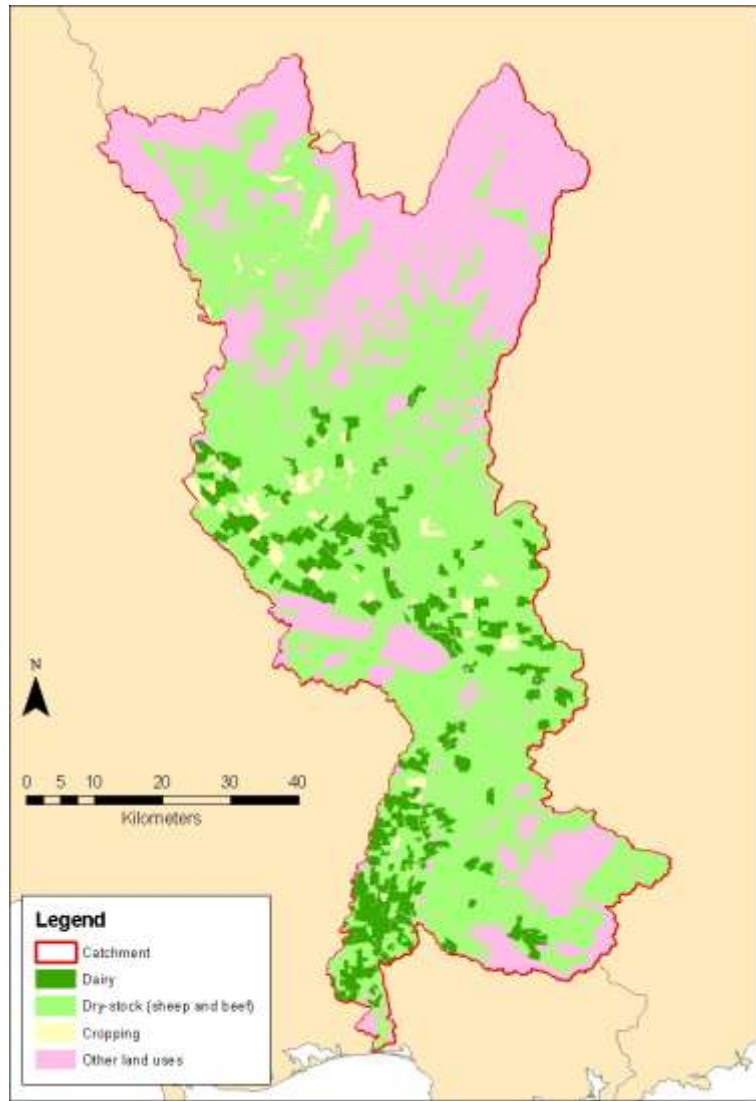 N
0 5 10 20 30 40
Kilometers
Legend
Catchment
Dairy
Dry-stock (sheep and beef)
Cropping
Other land uses